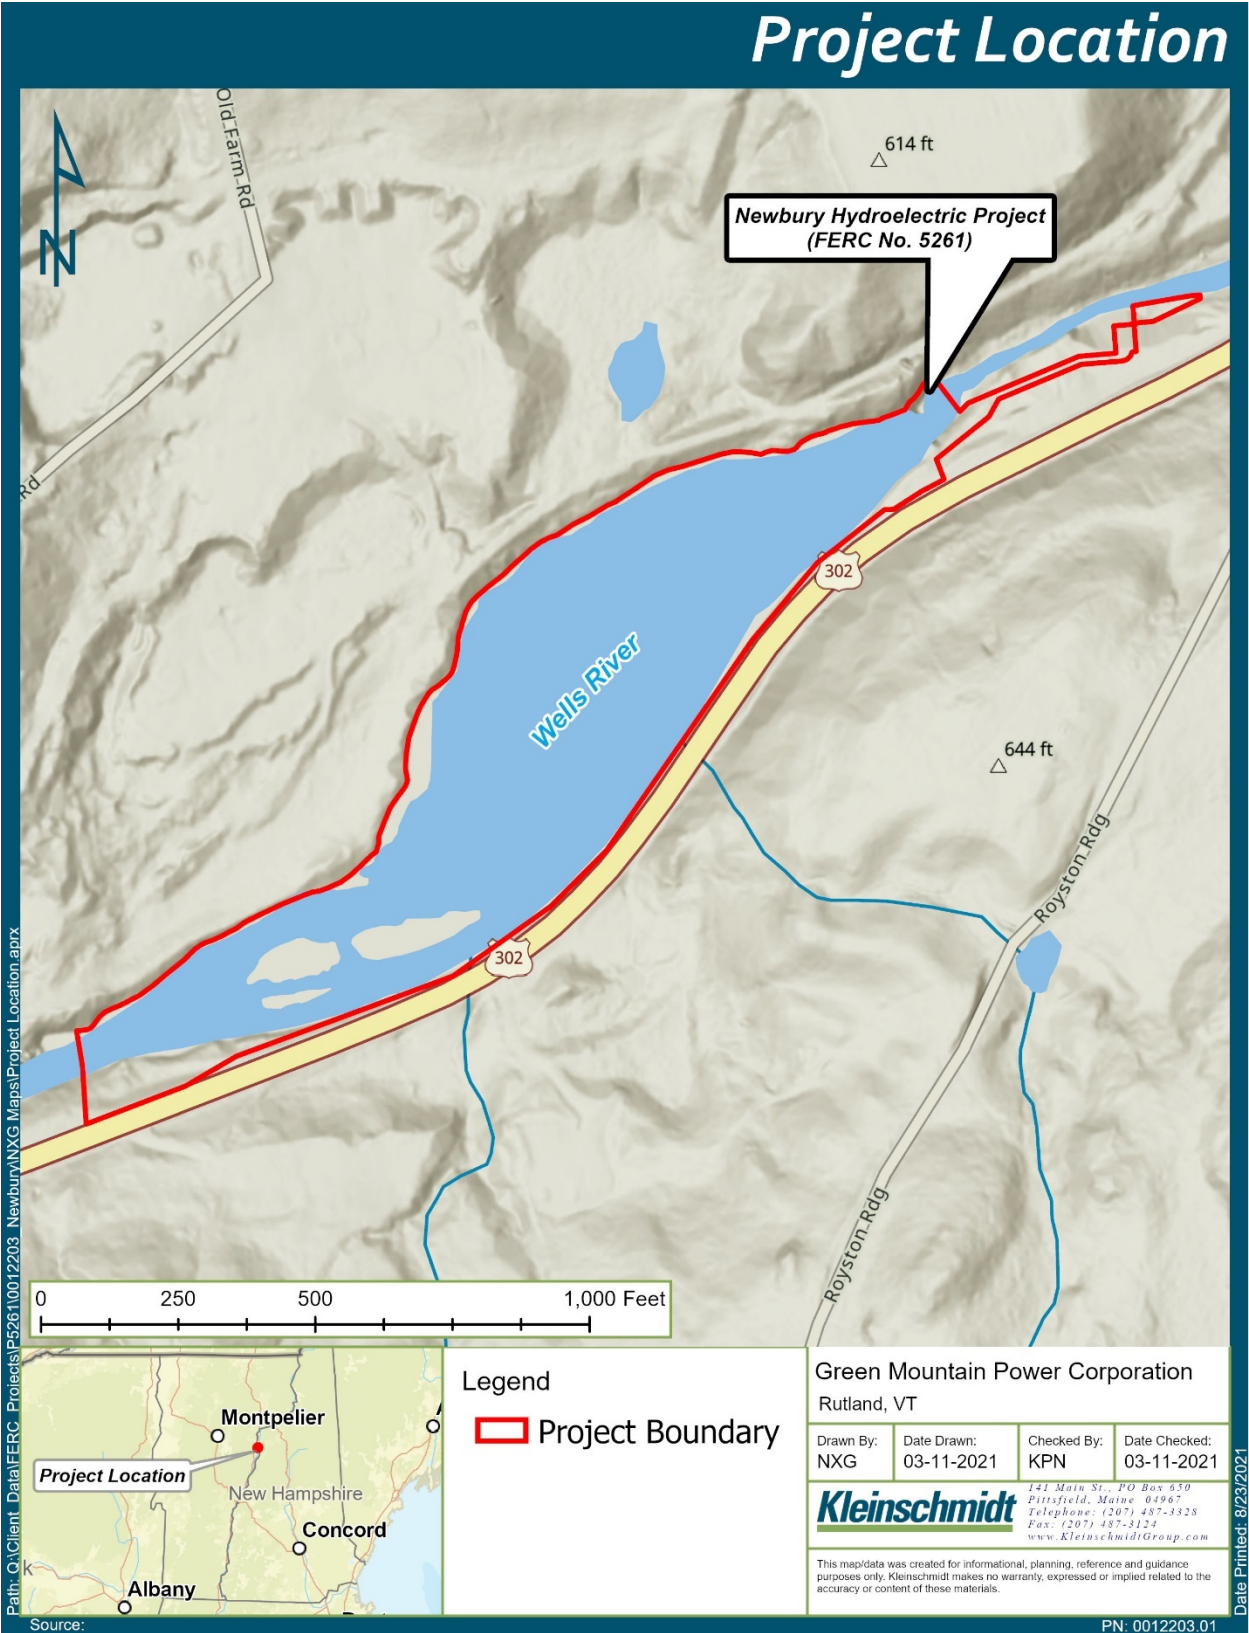 Project Location
Old Farm Rd
614 ft
Newbury Hydroelectric Project
(FERC No. 5261)
N
Rd
302
Wells River
644 ft
Royston Rdg
302
Royston Rdg
0 250 500 1,000 Feet
Montpelier
Project Location
New Hampshire
Concord
Albany
Legend
Project Boundary
Green Mountain Power Corporation
Rutland, VT
Drawn By:
NXG
Date Drawn:
03-11-2021
Checked By:
KPN
Date Checked:
03-11-2021
Kleinschmidt
141 Main St., PO Box 650
Pittsfield, Maine 04967
Telephone: (207) 487-3328
Fax: (207) 487-3124
www.KleinschmidtGroup.com
This map/data was created for informational, planning, reference and guidance
purposes only. Kleinschmidt makes no warranty, expressed or implied related to the
accuracy or content of these materials.
Path: Q:\Client_Data\FERC_Projects\P5261\0012203_Newbury\NXG Maps\Project Location.aprx
Date Printed: 8/23/2021
Source:
PN: 0012203.01